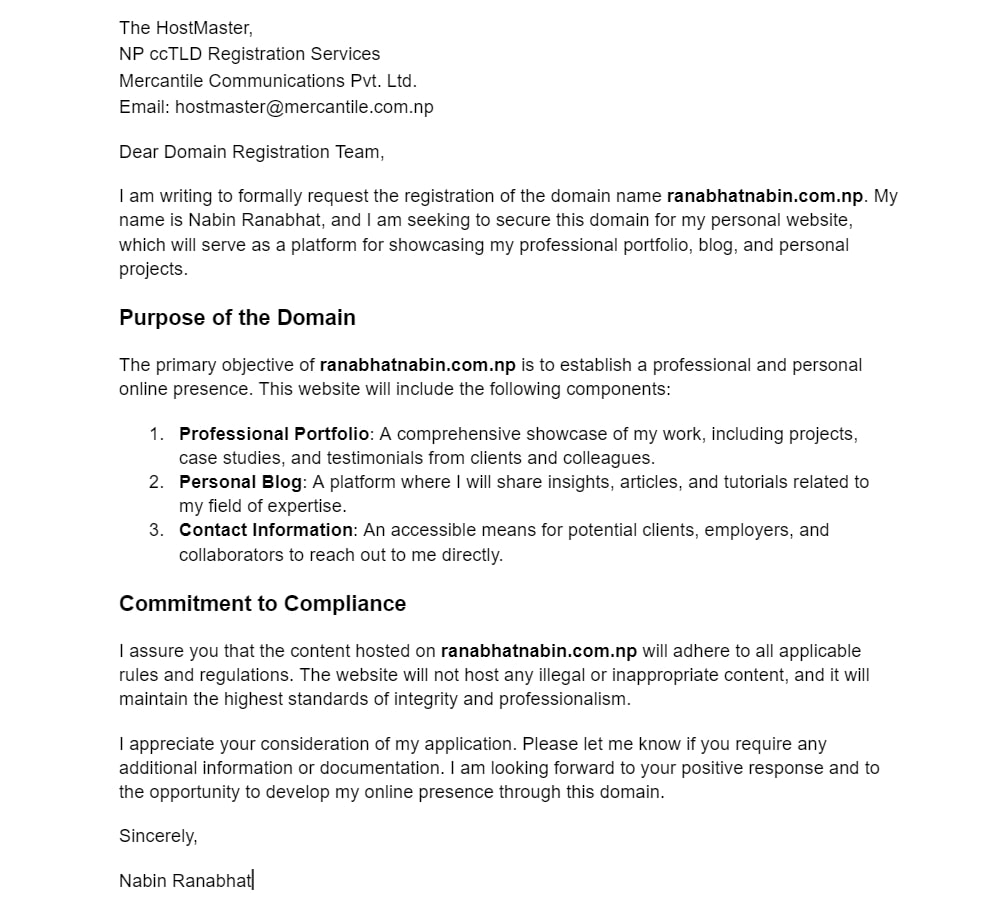 The HostMaster,
NP ccTLD Registration Services
Mercantile Communications Pvt. Ltd.
Email: hostmaster@mercantile.com.np
Dear Domain Registration Team,
I am writing to formally request the registration of the domain name ranabhatnabin.com.np. My
name is Nabin Ranabhat, and I am seeking to secure this domain for my personal website,
which will serve as a platform for showcasing my professional portfolio, blog, and personal
projects.
Purpose of the Domain
The primary objective of ranabhatnabin.com.np is to establish a professional and personal
online presence. This website will include the following components:
1. Professional Portfolio: A comprehensive showcase of my work, including projects,
case studies, and testimonials from clients and colleagues.
2. Personal Blog: A platform where I will share insights, articles, and tutorials related to
my field of expertise.
3. Contact Information: An accessible means for potential clients, employers, and
collaborators to reach out to me directly.
Commitment to Compliance
I assure you that the content hosted on ranabhatnabin.com.np will adhere to all applicable
rules and regulations. The website will not host any illegal or inappropriate content, and it will
maintain the highest standards of integrity and professionalism.
I appreciate your consideration of my application. Please let me know if you require any
additional information or documentation. I am looking forward to your positive response and to
the opportunity to develop my online presence through this domain.
Sincerely,
Nabin Ranabhat